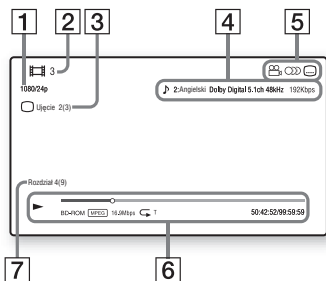 1 2 3 4 5
3
1080/24p
2:Angielski Dolby Digital 5.1ch 48kHz 192Kbps
Ujęcie 2(3)
Rozdział 4(9)
BD-ROM MPEG 16.9Mbps T 50:42:52/99:59:59
7 6